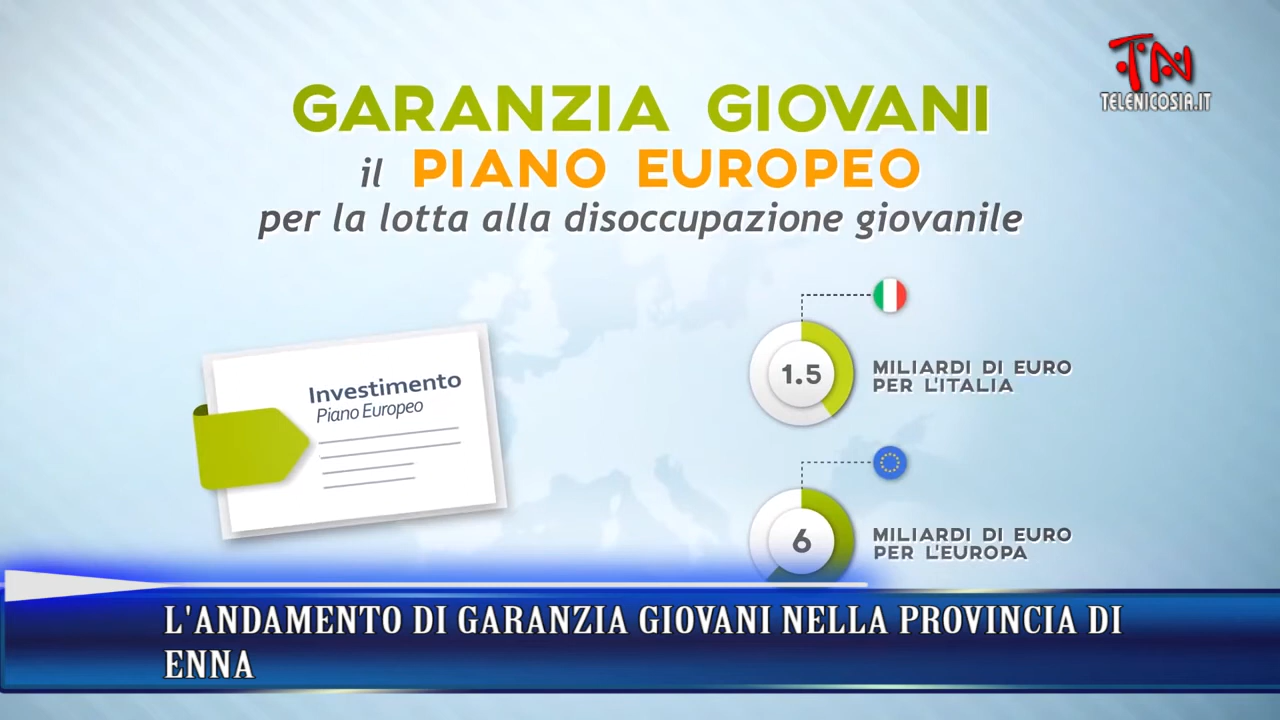 TN
TELENICOSIA.IT
GARANZIA GIOVANI
il PIANO EUROPEO
per la lotta alla disoccupazione giovanile
Investimento
Piano Europeo
1.5
MILIARDI DI EURO
PER L'ITALIA
6
MILIARDI DI EURO
PER L'EUROPA
L'ANDAMENTO DI GARANZIA GIOVANI NELLA PROVINCIA DI
ENNA